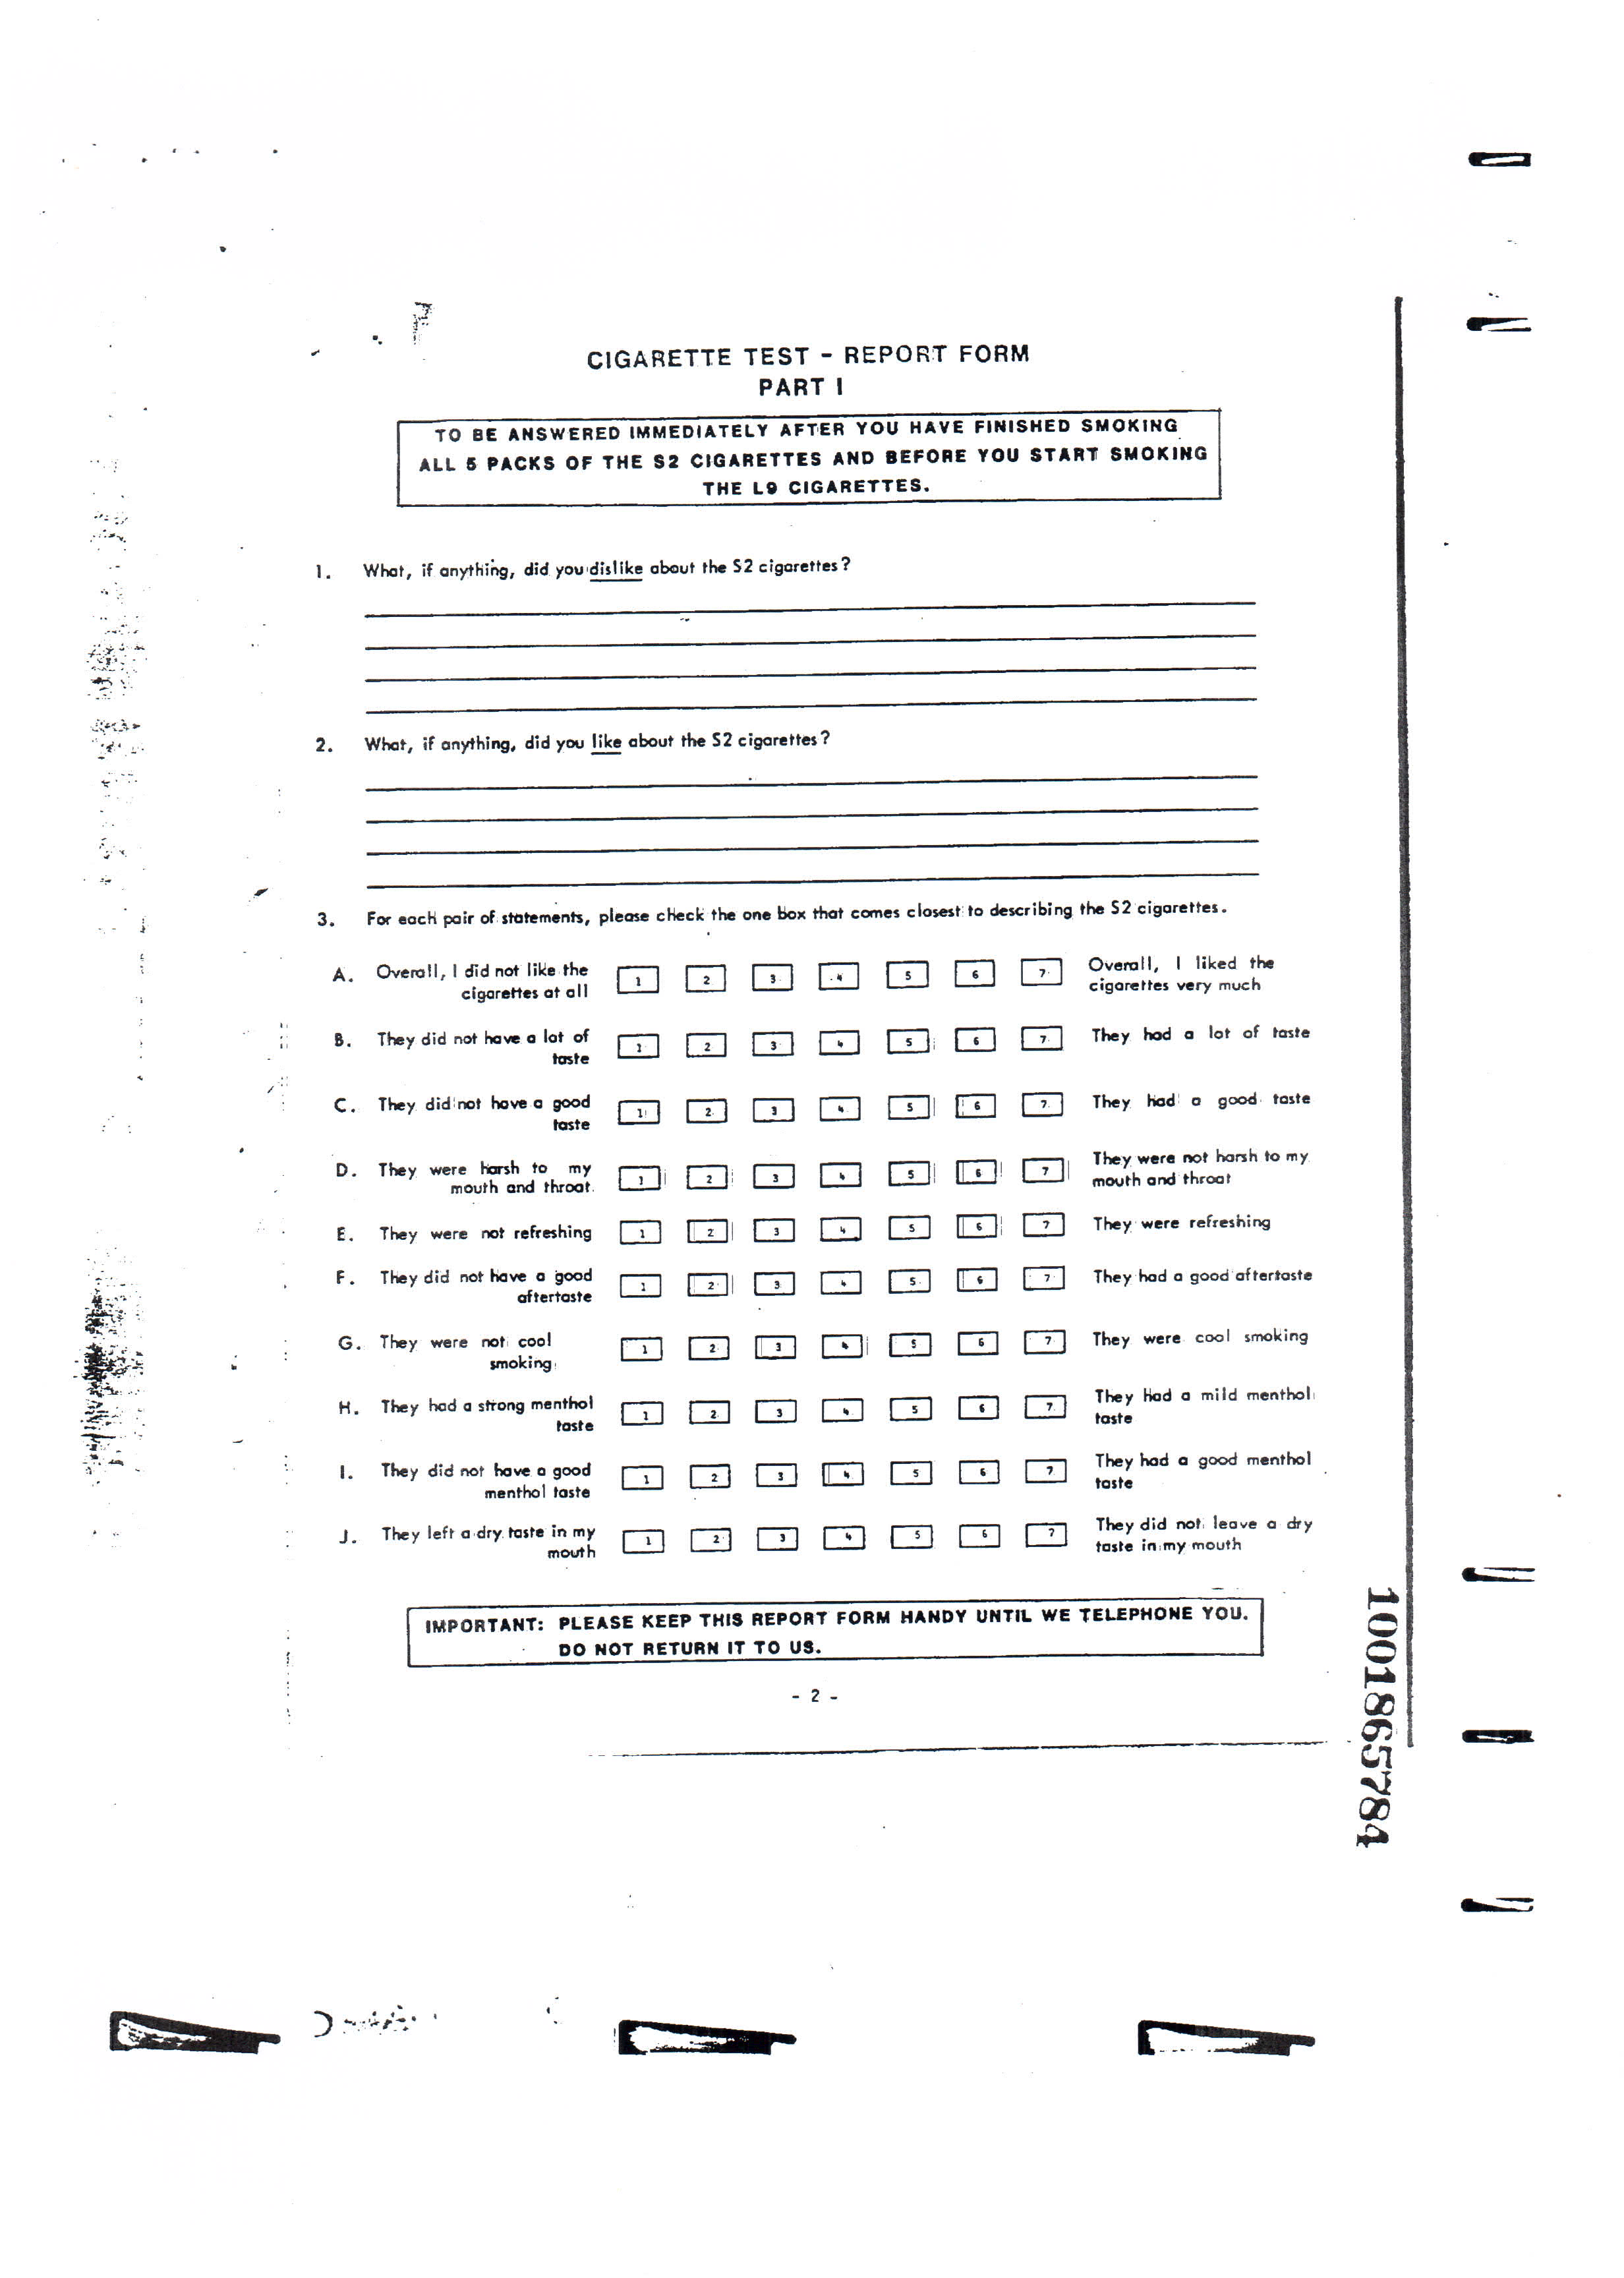 CIGARETTE TEST - REPORT FORM
PART I
TO BE ANSWERED IMMEDIATELY AFTER YOU HAVE FINISHED SMOKING
ALL 5 PACKS OF THE S2 CIGARETTES AND BEFORE YOU START SMOKING
THE L9 CIGARETTES.
1. What, if anything, did you dislike about the S2 cigarettes?
2. What, if anything, did you like about the S2 cigarettes?
3. For each pair of statements, please check the one box that comes closest to describing the S2 cigarettes.
A. Overall, I did not like the cigarettes at all 1 2 3 4 5 6 7 Overall, I liked the cigarettes very much
B. They did not have a lot of taste 1 2 3 4 5 6 7 They had a lot of taste
C. They did not have a good taste 1 2 3 4 5 6 7 They had a good taste
D. They were harsh to my mouth and throat. 1 2 3 4 5 6 7 They were not harsh to my mouth and throat
E. They were not refreshing 1 2 3 4 5 6 7 They were refreshing
F. They did not have a good aftertaste 1 2 3 4 5 6 7 They had a good aftertaste
G. They were not cool smoking 1 2 3 4 5 6 7 They were cool smoking
H. They had a strong menthol taste 1 2 3 4 5 6 7 They had a mild menthol taste
I. They did not have a good menthol taste 1 2 3 4 5 6 7 They had a good menthol taste
J. They left a dry taste in my mouth 1 2 3 4 5 6 7 They did not leave a dry taste in my mouth
IMPORTANT: PLEASE KEEP THIS REPORT FORM HANDY UNTIL WE TELEPHONE YOU.
DO NOT RETURN IT TO US.
- 2 -
1001865784